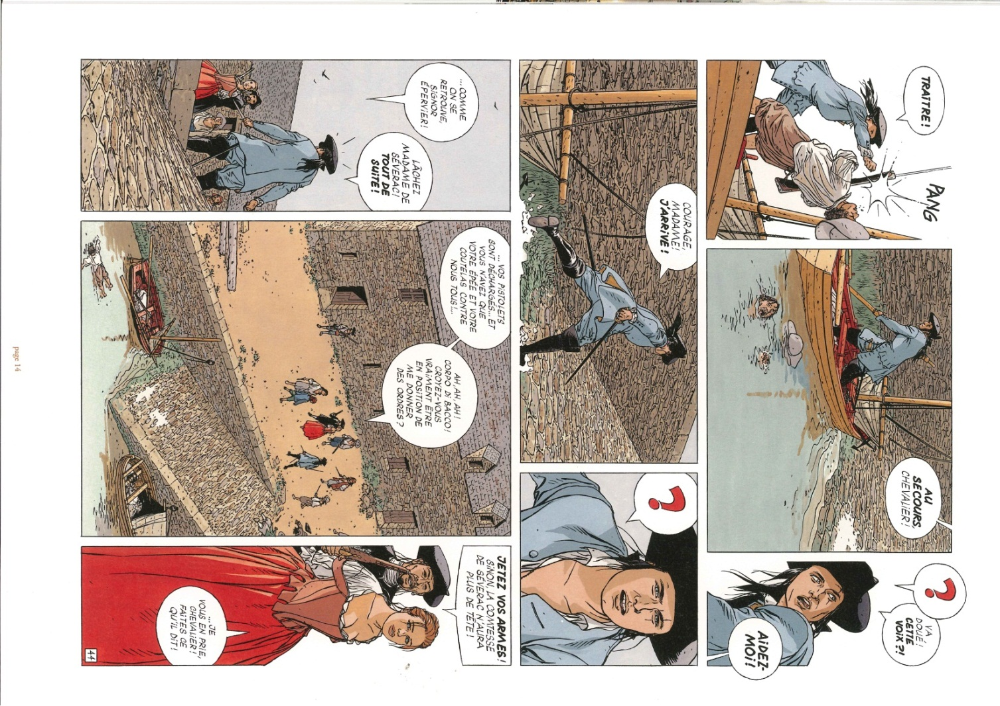 TRAÎTRE !
PANG
AU
SECOURS,
CHEVALIER !
?
VA
DOUÉ !
CETTE
VOIX ?!
AIDEZ-
MOI !
COURAGE,
MADAME !
J'ARRIVE !
?
...COMME
ON SE
RETROUVE,
SIGNOR
ÉPERVIER !
LÂCHEZ
MADAME DE
SÉVERAC !
TOUT DE
SUITE !
...VOS PISTOLETS
SONT DÉCHARGÉS... ET
VOUS N'AVEZ QUE
VOTRE ÉPÉE ET VOTRE
COUTELAS CONTRE
NOUS TOUS !...
AH, AH, AH !
CORPO DI BACCO !
CROYEZ-VOUS
VRAIMENT ÊTRE
EN POSITION DE
ME DONNER
DES ORDRES ?
JETEZ VOS ARMES !
SINON, LA COMTESSE
DE SÉVERAC N'AURA
PLUS DE TÊTE !
...JE
VOUS EN PRIE,
CHEVALIER !
FAITES CE
QU'IL DIT !
44
page 14